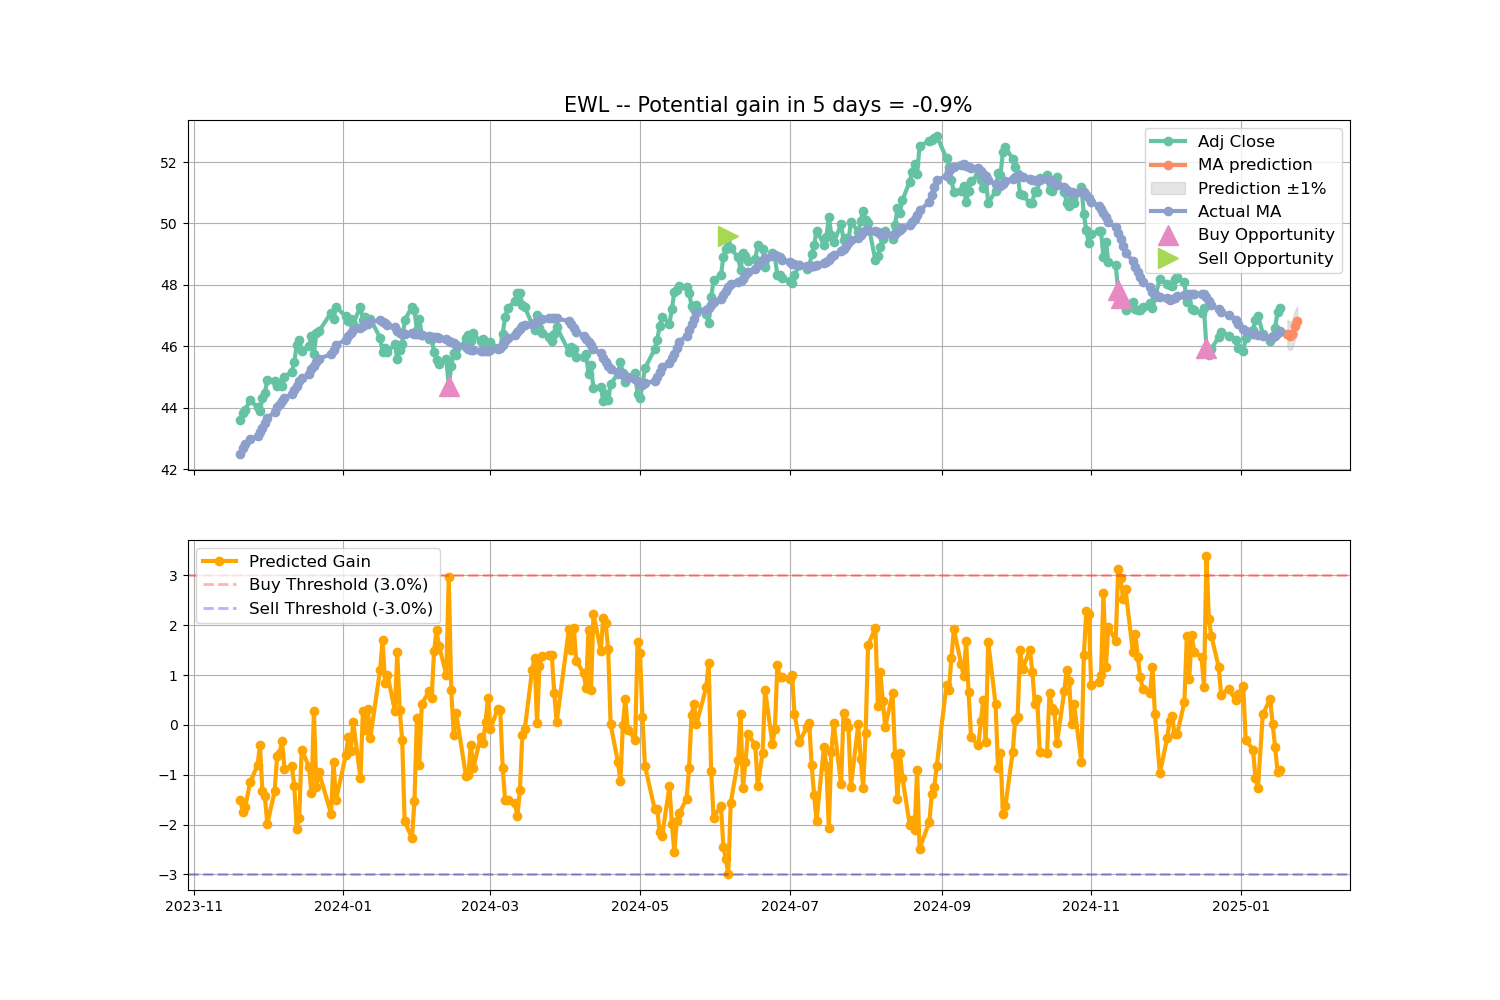 EWL -- Potential gain in 5 days = -0.9%
52
50
48
46
44
42
Adj Close
MA prediction
Prediction ±1%
Actual MA
Buy Opportunity
Sell Opportunity
3
2
1
0
−1
−2
−3
Predicted Gain
Buy Threshold (3.0%)
Sell Threshold (-3.0%)
2023-11 2024-01 2024-03 2024-05 2024-07 2024-09 2024-11 2025-01